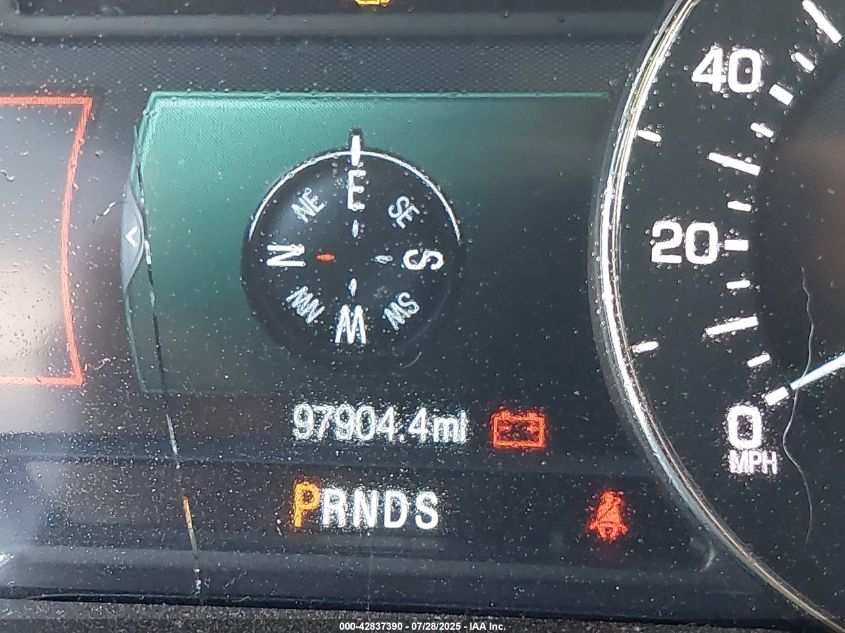 40
E
NE SE
20
N S
NW SW
W
97904.4mi
0
MPH
PRNDS
000-42837390 - 07/28/2025 - IAA Inc.